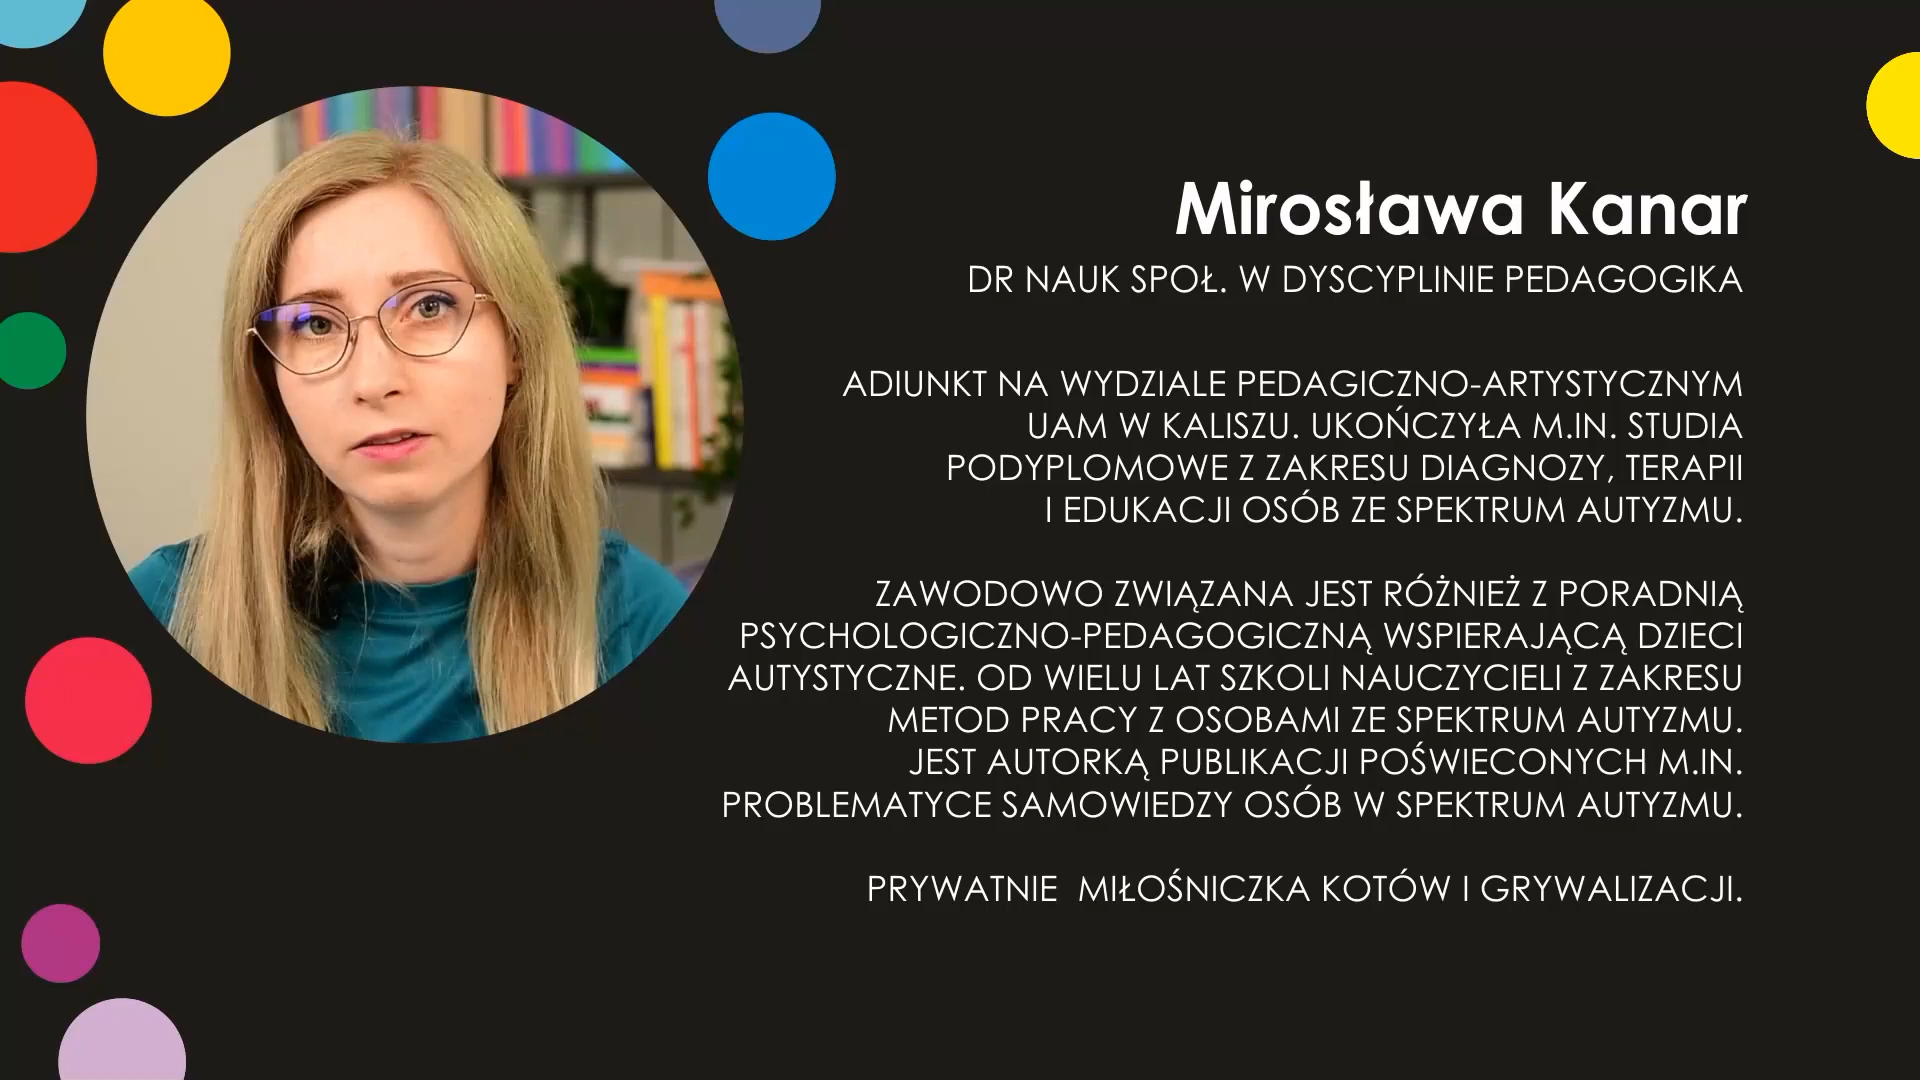 Mirosława Kanar
DR NAUK SPOŁ. W DYSCYPLINIE PEDAGOGIKA
ADIUNKT NA WYDZIALE PEDAGICZNO-ARTYSTYCZNYM
UAM W KALISZU. UKOŃCZYŁA M.IN. STUDIA
PODYPLOMOWE Z ZAKRESU DIAGNOZY, TERAPII
I EDUKACJI OSÓB ZE SPEKTRUM AUTYZMU.
ZAWODOWO ZWIĄZANA JEST RÓŻNIEŻ Z PORADNIĄ
PSYCHOLOGICZNO-PEDAGOGICZNĄ WSPIERAJĄCĄ DZIECI
AUTYSTYCZNE. OD WIELU LAT SZKOLI NAUCZYCIELI Z ZAKRESU
METOD PRACY Z OSOBAMI ZE SPEKTRUM AUTYZMU.
JEST AUTORKĄ PUBLIKACJI POŚWIECONYCH M.IN.
PROBLEMATYCE SAMOWIEDZY OSÓB W SPEKTRUM AUTYZMU.
PRYWATNIE  MIŁOŚNICZKA KOTÓW I GRYWALIZACJI.